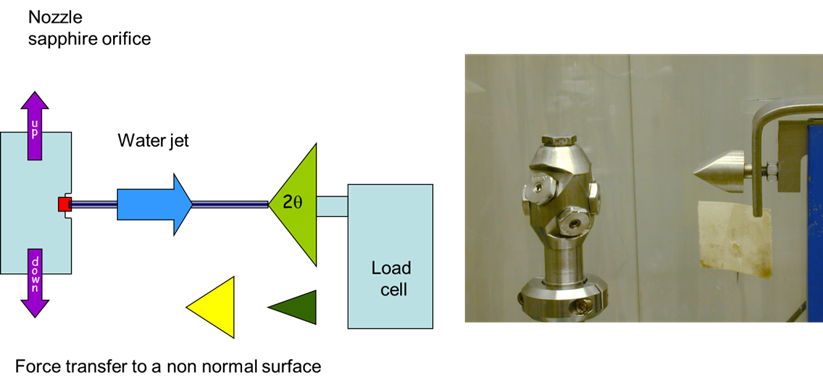 Nozzle
sapphire orifice
up
Water jet
2θ
down
Load
cell
Force transfer to a non normal surface